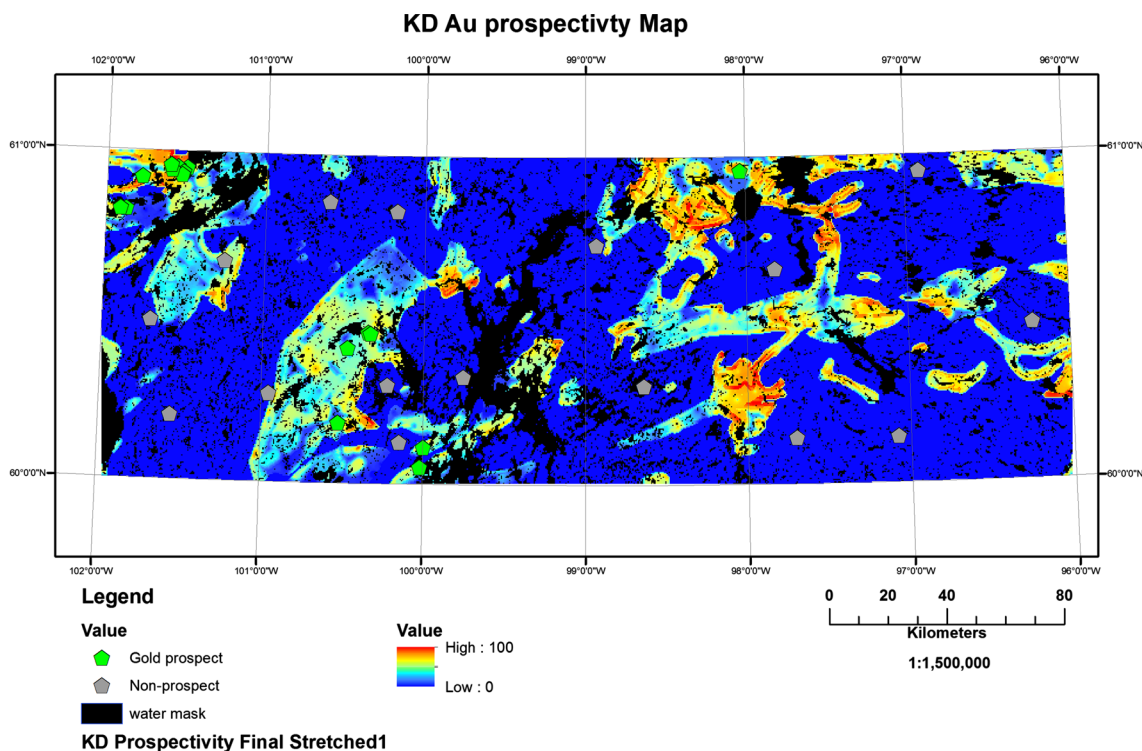 KD Au prospectivty Map
102°0'0"W 101°0'0"W 100°0'0"W 99°0'0"W 98°0'0"W 97°0'0"W 96°0'0"W
61°0'0"N 61°0'0"N
60°0'0"N 60°0'0"N
102°0'0"W 101°0'0"W 100°0'0"W 99°0'0"W 98°0'0"W 97°0'0"W 96°0'0"W
Legend
Value
Gold prospect
Non-prospect
water mask
KD Prospectivity Final Stretched1
Value
High : 100
Low : 0
0 20 40 60 80
Kilometers
1:1,500,000